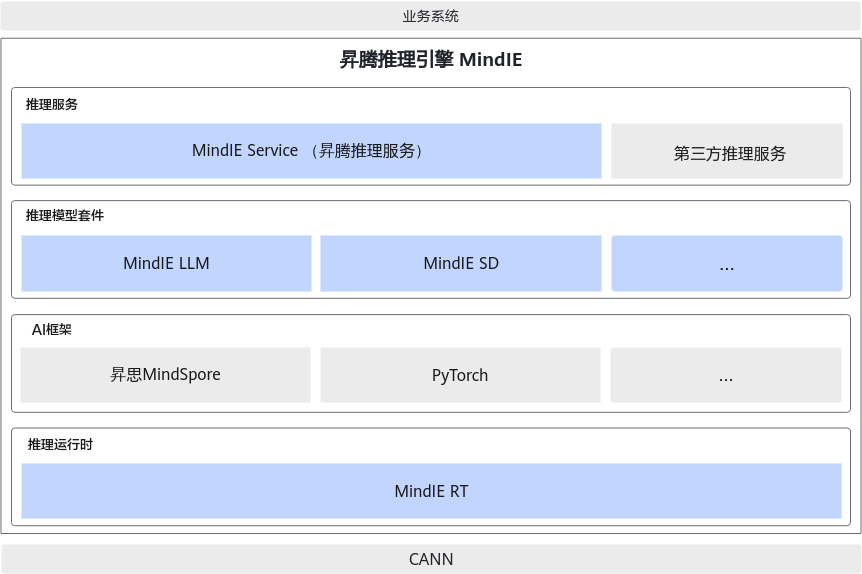 业务系统
昇腾推理引擎 MindIE
推理服务
MindIE Service （昇腾推理服务）
第三方推理服务
推理模型套件
MindIE LLM
MindIE SD
...
AI框架
昇思MindSpore
PyTorch
...
推理运行时
MindIE RT
CANN